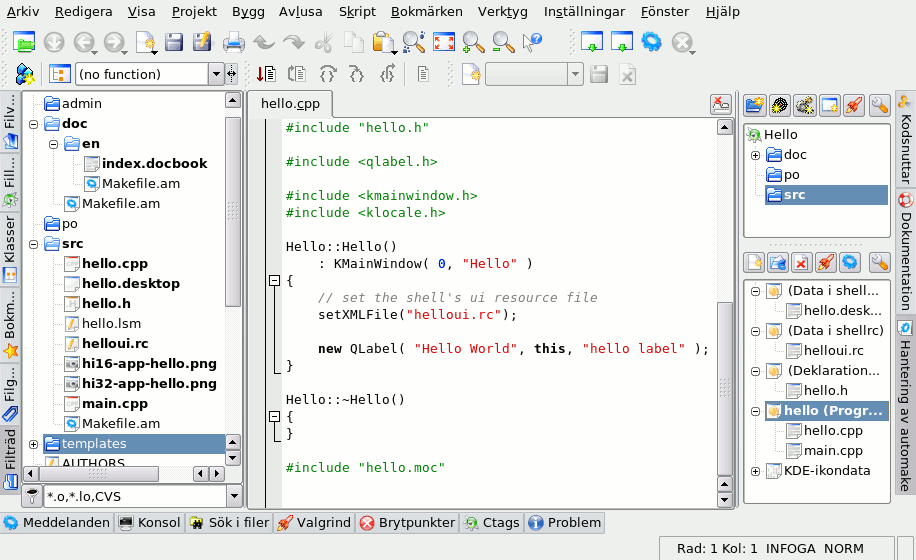 Arkiv Redigera Visa Projekt Bygg Avlusa Skript Bokmärken Verktyg Inställningar Fönster Hjälp
(no function)
Filv...
Fill...
Klasser
Bokm...
Filg...
Filträd
admin
doc
en
index.docbook
Makefile.am
Makefile.am
po
src
hello.cpp
hello.desktop
hello.h
hello.lsm
helloui.rc
hi16-app-hello.png
hi32-app-hello.png
main.cpp
Makefile.am
templates
AUTHORS
*.o,*.lo,CVS
hello.cpp
#include "hello.h"
#include <qlabel.h>
#include <kmainwindow.h>
#include <klocale.h>
Hello::Hello()
: KMainWindow( 0, "Hello" )
{
// set the shell's ui resource file
setXMLFile("helloui.rc");
new QLabel( "Hello World", this, "hello label" );
}
Hello::~Hello()
{
}
#include "hello.moc"
Hello
doc
po
src
(Data i shell...
hello.desk...
(Data i shellrc)
helloui.rc
(Deklaration...
hello.h
hello (Progr...
hello.cpp
main.cpp
KDE-ikondata
Kodsnuttar
Dokumentation
Hantering av automake
Meddelanden Konsol Sök i filer Valgrind Brytpunkter Ctags Problem
Rad: 1 Kol: 1 INFOGA NORM